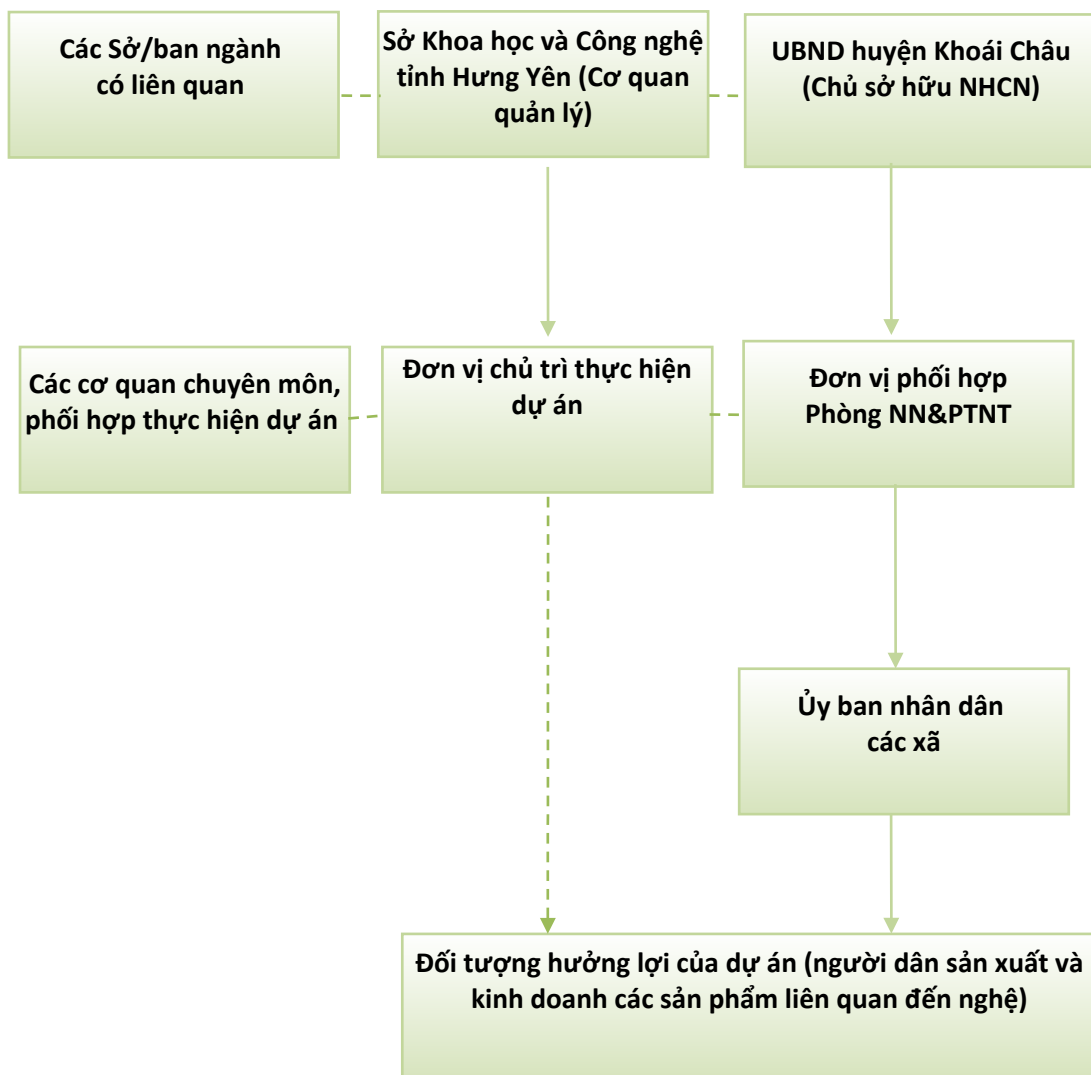 Các Sở/ban ngành
có liên quan
Sở Khoa học và Công nghệ
tỉnh Hưng Yên (Cơ quan
quản lý)
UBND huyện Khoái Châu
(Chủ sở hữu NHCN)
Các cơ quan chuyên môn,
phối hợp thực hiện dự án
Đơn vị chủ trì thực hiện
dự án
Đơn vị phối hợp
Phòng NN&PTNT
Ủy ban nhân dân
các xã
Đối tượng hưởng lợi của dự án (người dân sản xuất và
kinh doanh các sản phẩm liên quan đến nghệ)